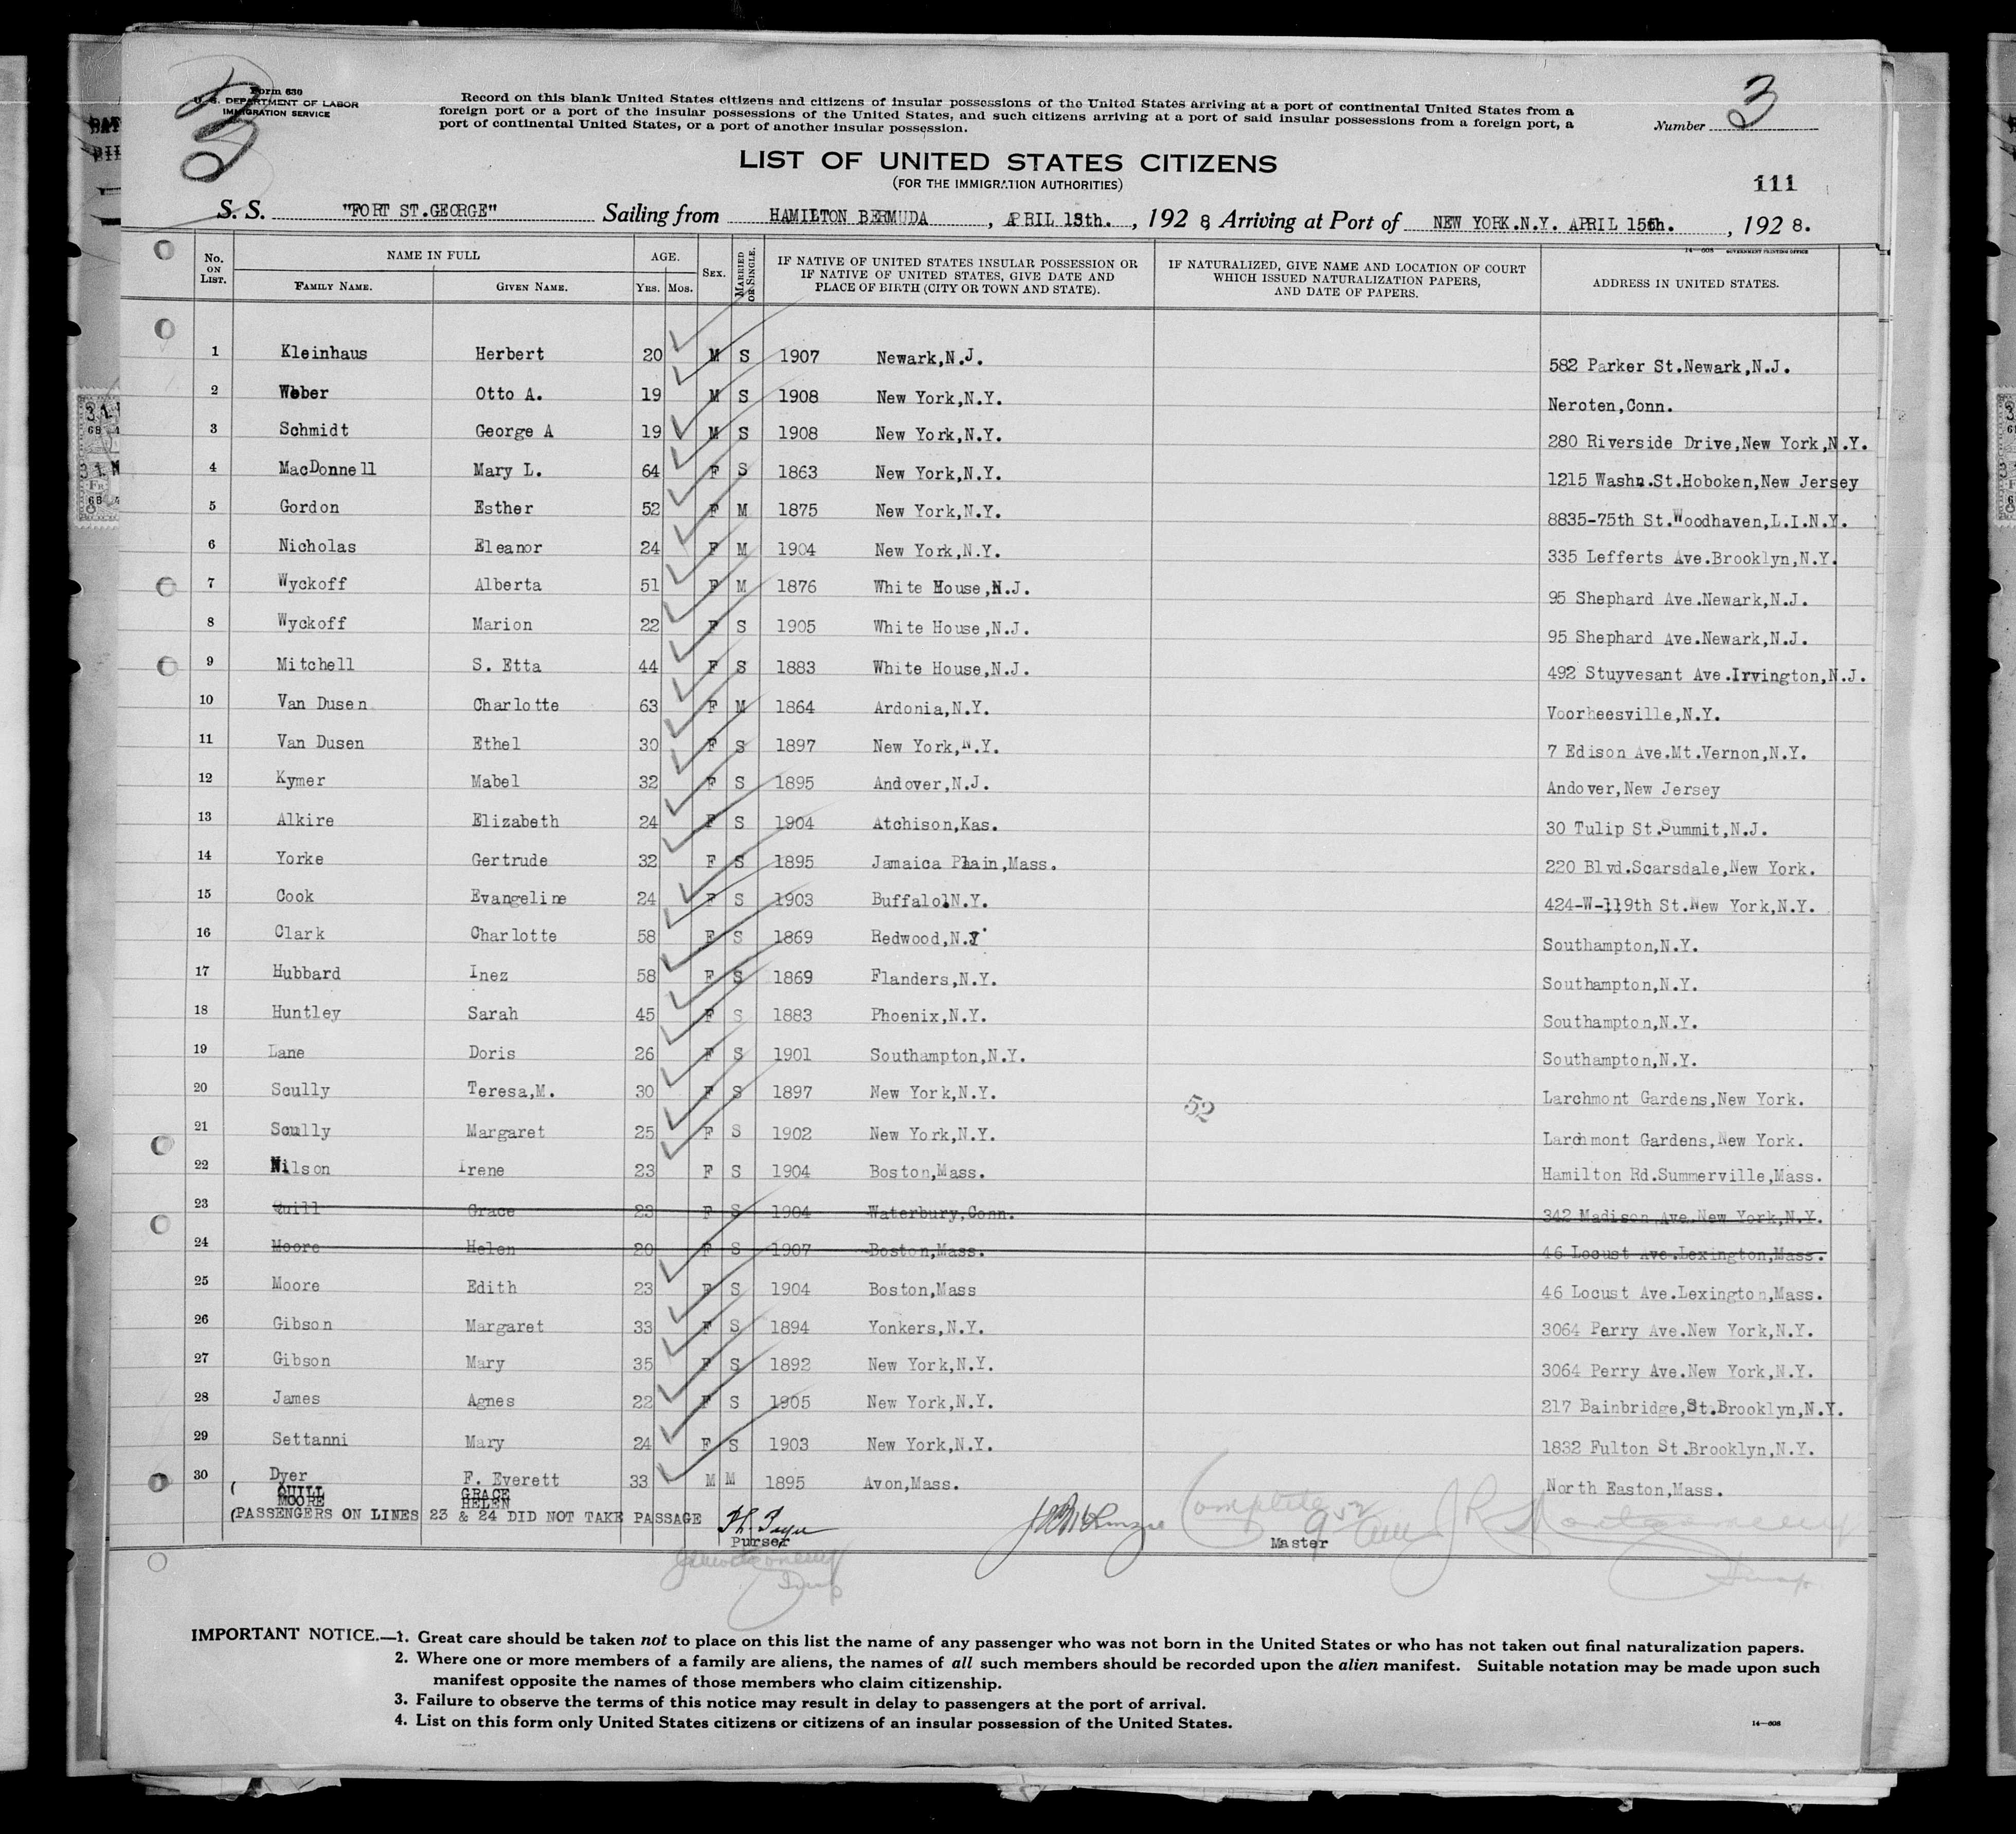 Form 630
U. S. DEPARTMENT OF LABOR
IMMIGRATION SERVICE
3
Record on this blank United States citizens and citizens of insular possessions of the United States arriving at a port of continental United States from a
foreign port or a port of the insular possessions of the United States, and such citizens arriving at a port of said insular possessions from a foreign port, a
port of continental United States, or a port of another insular possession.
Number 3
LIST OF UNITED STATES CITIZENS
(FOR THE IMMIGRATION AUTHORITIES)
111
S. S. "FORT ST.GEORGE" Sailing from HAMILTON BERMUDA , APRIL 13th. , 192 8, Arriving at Port of NEW YORK.N.Y. APRIL 15th. , 192 8.
14—608 GOVERNMENT PRINTING OFFICE
No. ON LIST. NAME IN FULL FAMILY NAME. GIVEN NAME. AGE. YRS. MOS. SEX. MARRIED OR SINGLE. IF NATIVE OF UNITED STATES INSULAR POSSESSION OR IF NATIVE OF UNITED STATES, GIVE DATE AND PLACE OF BIRTH (CITY OR TOWN AND STATE). IF NATURALIZED, GIVE NAME AND LOCATION OF COURT WHICH ISSUED NATURALIZATION PAPERS, AND DATE OF PAPERS. ADDRESS IN UNITED STATES.
1 Kleinhaus Herbert 20 M S 1907 Newark,N.J. 582 Parker St.Newark,N.J.
2 Weber Otto A. 19 M S 1908 New York,N.Y. Neroten,Conn.
3 Schmidt George A 19 M S 1908 New York,N.Y. 280 Riverside Drive,New York,N.Y.
4 MacDonnell Mary L. 64 F S 1863 New York,N.Y. 1215 Washn.St.Hoboken,New Jersey
5 Gordon Esther 52 F M 1875 New York,N.Y. 8835-75th St.Woodhaven,L.I.N.Y.
6 Nicholas Eleanor 24 F M 1904 New York,N.Y. 335 Lefferts Ave.Brooklyn,N.Y.
7 Wyckoff Alberta 51 F M 1876 White House,N.J. 95 Shephard Ave.Newark,N.J.
8 Wyckoff Marion 22 F S 1905 White House,N.J. 95 Shephard Ave.Newark,N.J.
9 Mitchell S. Etta 44 F S 1883 White House,N.J. 492 Stuyvesant Ave.Irvington,N.J.
10 Van Dusen Charlotte 63 F M 1864 Ardonia,N.Y. Voorheesville,N.Y.
11 Van Dusen Ethel 30 F S 1897 New York,N.Y. 7 Edison Ave.Mt.Vernon,N.Y.
12 Kymer Mabel 32 F S 1895 Andover,N.J. Andover,New Jersey
13 Alkire Elizabeth 24 F S 1904 Atchison,Kas. 30 Tulip St.Summit,N.J.
14 Yorke Gertrude 32 F S 1895 Jamaica Plain,Mass. 220 Blvd.Scarsdale,New York.
15 Cook Evangeline 24 F S 1903 Buffalo.N.Y. 424-W-119th St.New York,N.Y.
16 Clark Charlotte 58 F S 1869 Redwood,N.Y. Southampton,N.Y.
17 Hubbard Inez 58 F S 1869 Flanders,N.Y. Southampton,N.Y.
18 Huntley Sarah 45 F S 1883 Phoenix,N.Y. Southampton,N.Y.
19 Lane Doris 26 F S 1901 Southampton,N.Y. Southampton,N.Y.
20 Scully Teresa,M. 30 F S 1897 New York,N.Y. Larchmont Gardens,New York.
52
21 Scully Margaret 25 F S 1902 New York,N.Y. Larchmont Gardens,New York.
22 Nilson Irene 23 F S 1904 Boston,Mass. Hamilton Rd.Summerville,Mass.
23 Quill Grace 23 F S 1904 Waterbury,Conn. 342 Madison Ave.New York,N.Y.
24 Moore Helen 20 F S 1907 Boston,Mass. 46 Locust Ave.Lexington,Mass.
25 Moore Edith 23 F S 1904 Boston,Mass 46 Locust Ave.Lexington,Mass.
26 Gibson Margaret 33 F S 1894 Yonkers,N.Y. 3064 Perry Ave.New York,N.Y.
27 Gibson Mary 35 F S 1892 New York,N.Y. 3064 Perry Ave.New York,N.Y.
28 James Agnes 22 F S 1905 New York,N.Y. 217 Bainbridge,St.Brooklyn,N.Y.
29 Settanni Mary 24 F S 1903 New York,N.Y. 1832 Fulton St.Brooklyn,N.Y.
30 Dyer F. Everett 33 M M 1895 Avon,Mass. North Easton,Mass.
( QUILL GRACE
MOORE HELEN
(PASSENGERS ON LINES 23 & 24 DID NOT TAKE PASSAGE
Complete
Purser Master
IMPORTANT NOTICE.—1. Great care should be taken not to place on this list the name of any passenger who was not born in the United States or who has not taken out final naturalization papers.
2. Where one or more members of a family are aliens, the names of all such members should be recorded upon the alien manifest. Suitable notation may be made upon such
manifest opposite the names of those members who claim citizenship.
3. Failure to observe the terms of this notice may result in delay to passengers at the port of arrival.
4. List on this form only United States citizens or citizens of an insular possession of the United States.
14—608